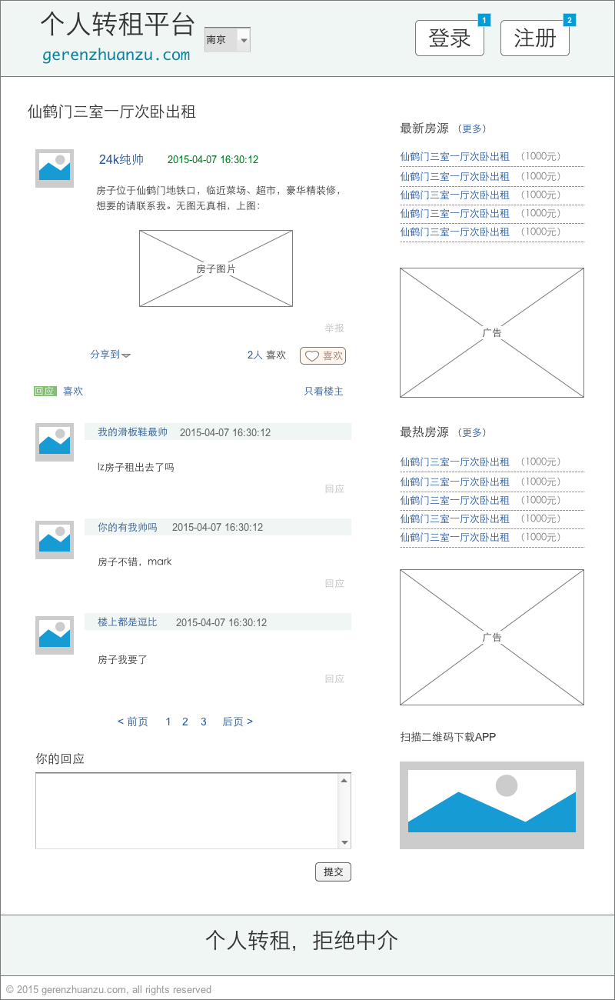 个人转租平台
gerenzhuanzu.com
南京
登录
1
注册
2
仙鹤门三室一厅次卧出租
24k纯帅 2015-04-07 16:30:12
房子位于仙鹤门地铁口，临近菜场、超市，豪华精装修，
想要的请联系我。无图无真相，上图：
房子图片
举报
分享到 2人 喜欢 喜欢
回应 喜欢 只看楼主
我的滑板鞋最帅 2015-04-07 16:30:12
lz房子租出去了吗
回应
你的有我帅吗 2015-04-07 16:30:12
房子不错，mark
回应
楼上都是逗比 2015-04-07 16:30:12
房子我要了
回应
< 前页 1 2 3 后页 >
你的回应
提交
最新房源 （更多）
仙鹤门三室一厅次卧出租 （1000元）
仙鹤门三室一厅次卧出租 （1000元）
仙鹤门三室一厅次卧出租 （1000元）
仙鹤门三室一厅次卧出租 （1000元）
仙鹤门三室一厅次卧出租 （1000元）
广告
最热房源 （更多）
仙鹤门三室一厅次卧出租 （1000元）
仙鹤门三室一厅次卧出租 （1000元）
仙鹤门三室一厅次卧出租 （1000元）
仙鹤门三室一厅次卧出租 （1000元）
仙鹤门三室一厅次卧出租 （1000元）
广告
扫描二维码下载APP
个人转租，拒绝中介
© 2015 gerenzhuanzu.com, all rights reserved